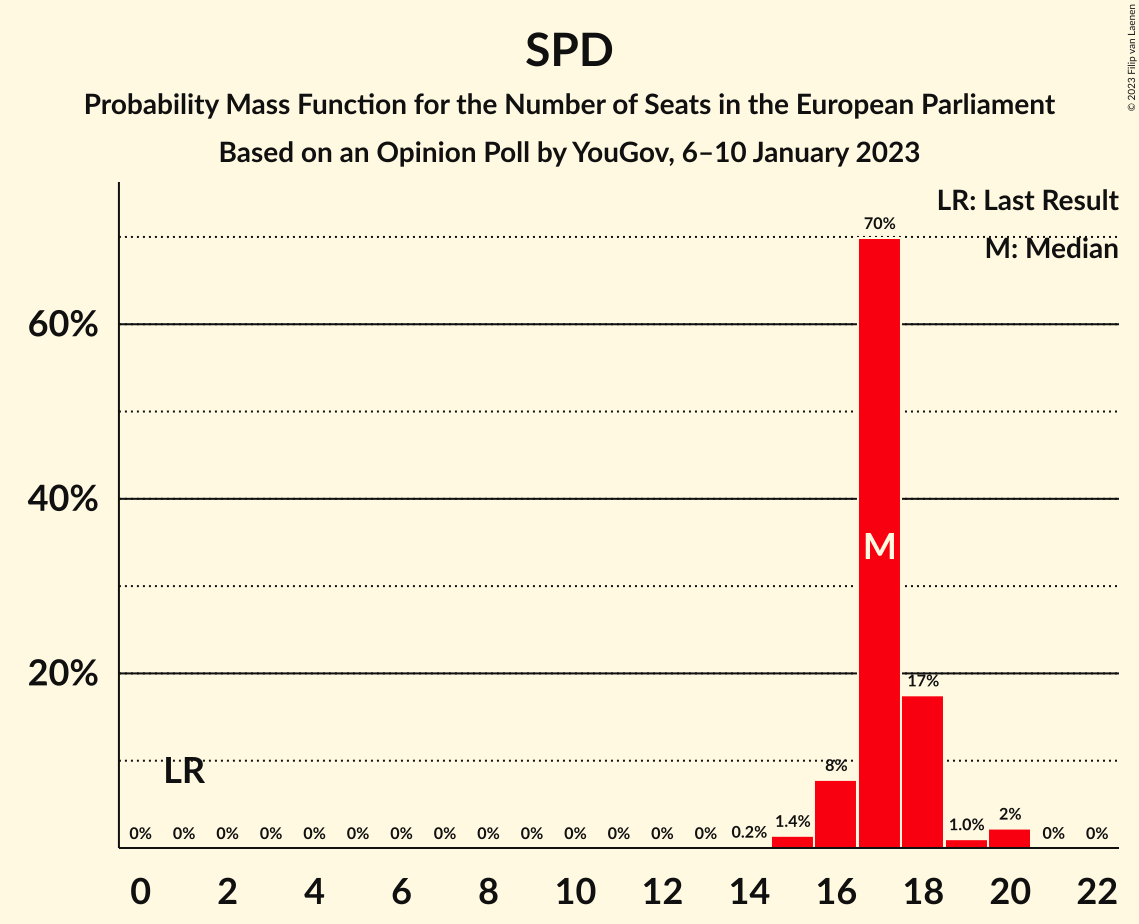 SPD
Probability Mass Function for the Number of Seats in the European Parliament
Based on an Opinion Poll by YouGov, 6–10 January 2023
© 2023 Filip van Laenen
LR: Last Result
M: Median
60%
40%
20%
LR
M
0% 0% 0% 0% 0% 0% 0% 0% 0% 0% 0% 0% 0% 0% 0.2% 1.4% 8% 70% 17% 1.0% 2% 0% 0%
0 2 4 6 8 10 12 14 16 18 20 22